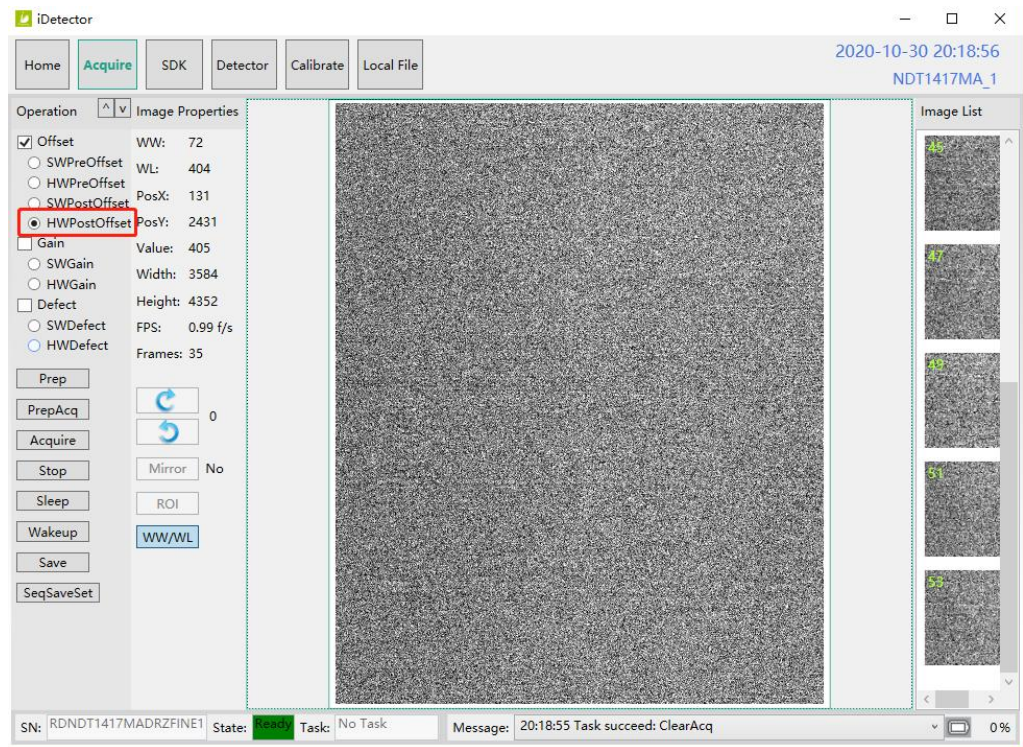 iDetector
Home Acquire SDK Detector Calibrate Local File
2020-10-30 20:18:56
NDT1417MA_1
Operation ^ v Image Properties Image List
Offset
SWPreOffset
HWPreOffset
SWPostOffset
HWPostOffset
Gain
SWGain
HWGain
Defect
SWDefect
HWDefect
Prep
PrepAcq
Acquire
Stop
Sleep
Wakeup
Save
SeqSaveSet
WW: 72
WL: 404
PosX: 131
PosY: 2431
Value: 405
Width: 3584
Height: 4352
FPS: 0.99 f/s
Frames: 35
0
Mirror No
ROI
WW/WL
45
47
49
51
53
SN: RDNDT1417MADRZFINE1 State: Ready Task: No Task Message: 20:18:55 Task succeed: ClearAcq 0%